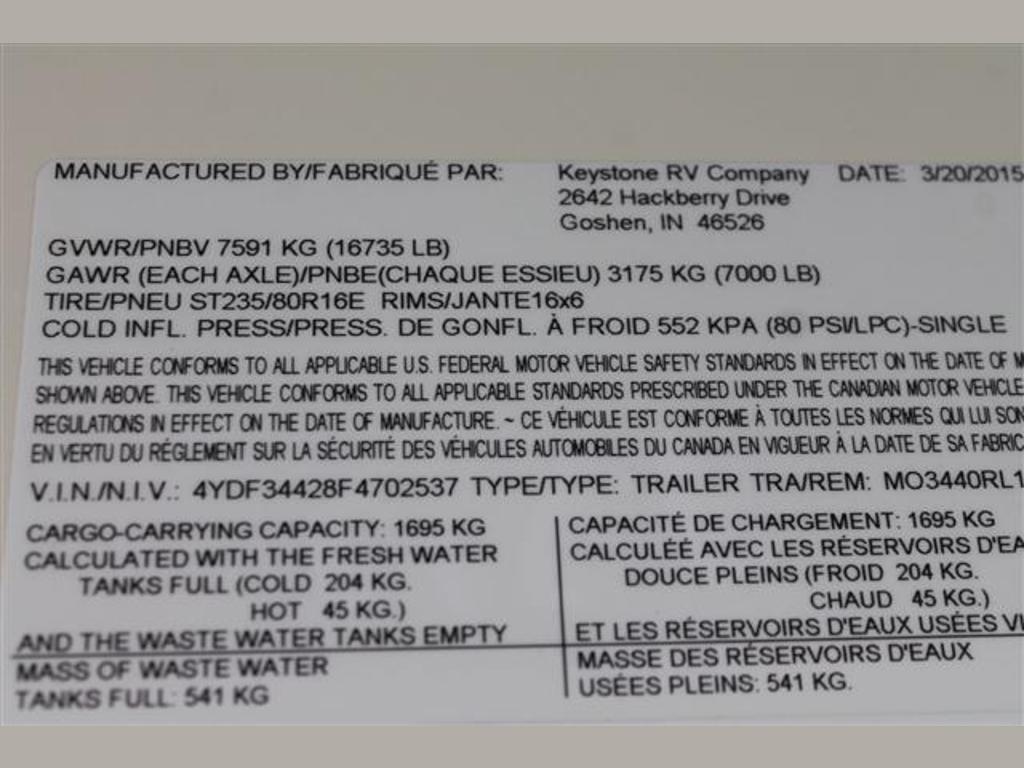 MANUFACTURED BY/FABRIQUÉ PAR: Keystone RV Company DATE: 3/20/2015
2642 Hackberry Drive
Goshen, IN 46526
GVWR/PNBV 7591 KG (16735 LB)
GAWR (EACH AXLE)/PNBE(CHAQUE ESSIEU) 3175 KG (7000 LB)
TIRE/PNEU ST235/80R16E RIMS/JANTE16x6
COLD INFL. PRESS/PRESS. DE GONFL. À FROID 552 KPA (80 PSI/LPC)-SINGLE
THIS VEHICLE CONFORMS TO ALL APPLICABLE U.S. FEDERAL MOTOR VEHICLE SAFETY STANDARDS IN EFFECT ON THE DATE OF
SHOWN ABOVE. THIS VEHICLE CONFORMS TO ALL APPLICABLE STANDARDS PRESCRIBED UNDER THE CANADIAN MOTOR VEHICLE
REGULATIONS IN EFFECT ON THE DATE OF MANUFACTURE. ~ CE VÉHICULE EST CONFORME À TOUTES LES NORMES QUI LUI SON
EN VERTU DU RÉGLEMENT SUR LA SÉCURITÉ DES VÉHICULES AUTOMOBILES DU CANADA EN VIGUEUR À LA DATE DE SA FABRIC
V.I.N./N.I.V.: 4YDF34428F4702537 TYPE/TYPE: TRAILER TRA/REM: MO3440RL1
CARGO-CARRYING CAPACITY: 1695 KG
CALCULATED WITH THE FRESH WATER
TANKS FULL (COLD 204 KG.
HOT 45 KG.)
AND THE WASTE WATER TANKS EMPTY
MASS OF WASTE WATER
TANKS FULL: 541 KG
CAPACITÉ DE CHARGEMENT: 1695 KG
CALCULÉÉ AVEC LES RÉSERVOIRS D'EA
DOUCE PLEINS (FROID 204 KG.
CHAUD 45 KG.)
ET LES RÉSERVOIRS D'EAUX USÉES VI
MASSE DES RÉSERVOIRS D'EAUX
USÉES PLEINS: 541 KG.